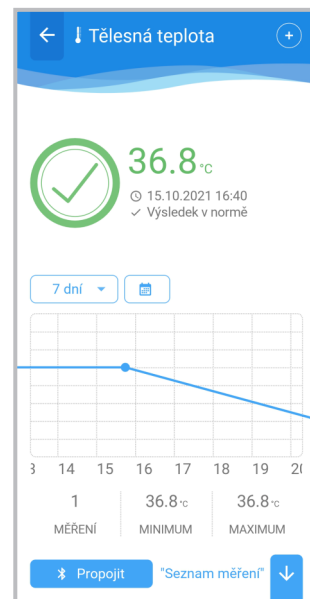 Tělesná teplota
36.8 °C
15.10.2021 16:40
Výsledek v normě
7 dní
14 15 16 17 18 19
1 36.8 °C 36.8 °C
MĚŘENÍ MINIMUM MAXIMUM
Propojit "Seznam měření"